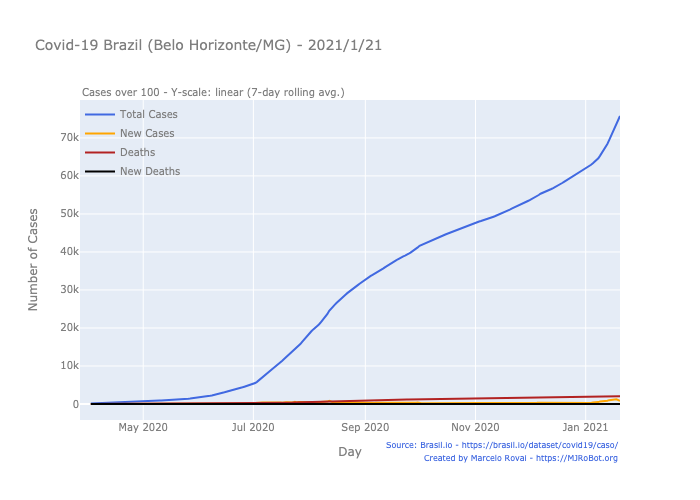 Covid-19 Brazil (Belo Horizonte/MG) - 2021/1/21
Cases over 100 - Y-scale: linear (7-day rolling avg.)
Total Cases
New Cases
Deaths
New Deaths
Number of Cases
70k
60k
50k
40k
30k
20k
10k
0
May 2020
Jul 2020
Sep 2020
Nov 2020
Jan 2021
Day
Source: Brasil.io - https://brasil.io/dataset/covid19/caso/
Created by Marcelo Rovai - https://MJRoBot.org